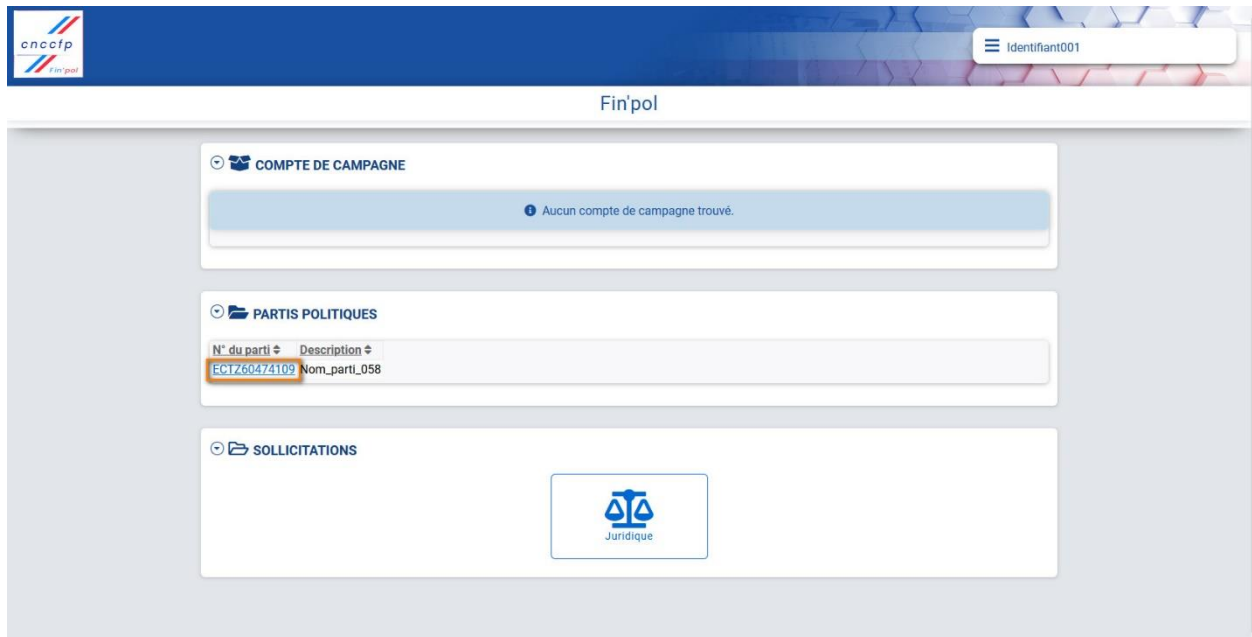 cnccfp
Fin'pol
Identifiant001
Fin'pol
COMPTE DE CAMPAGNE
Aucun compte de campagne trouvé.
PARTIS POLITIQUES
N° du parti Description
ECTZ60474109 Nom_parti_058
SOLLICITATIONS
Juridique